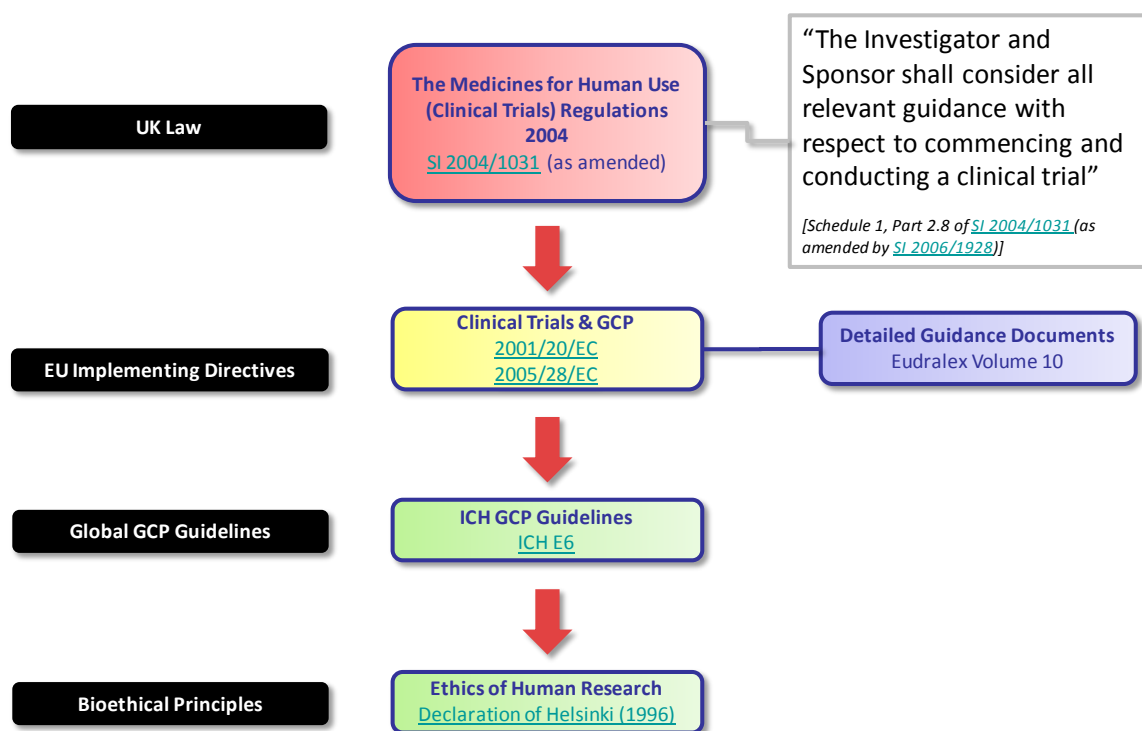 UK Law
The Medicines for Human Use
(Clinical Trials) Regulations
2004
SI 2004/1031 (as amended)
“The Investigator and
Sponsor shall consider all
relevant guidance with
respect to commencing and
conducting a clinical trial”
[Schedule 1, Part 2.8 of SI 2004/1031 (as
amended by SI 2006/1928)]
EU Implementing Directives
Clinical Trials & GCP
2001/20/EC
2005/28/EC
Detailed Guidance Documents
Eudralex Volume 10
Global GCP Guidelines
ICH GCP Guidelines
ICH E6
Bioethical Principles
Ethics of Human Research
Declaration of Helsinki (1996)